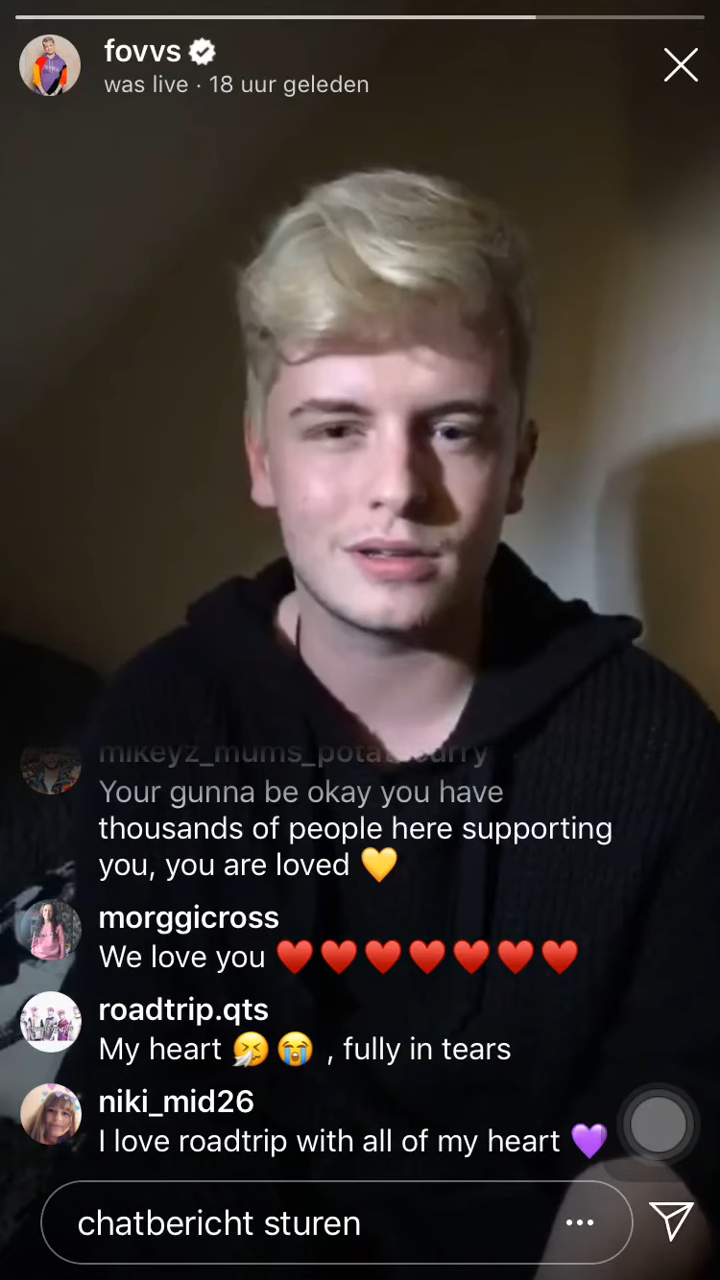 fovvs
was live · 18 uur geleden
Your gunna be okay you have
thousands of people here supporting
you, you are loved 💛
morggicross
We love you ❤️❤️❤️❤️❤️❤️❤️
roadtrip.qts
My heart 🤧😭 , fully in tears
niki_mid26
I love roadtrip with all of my heart 💜
chatbericht sturen